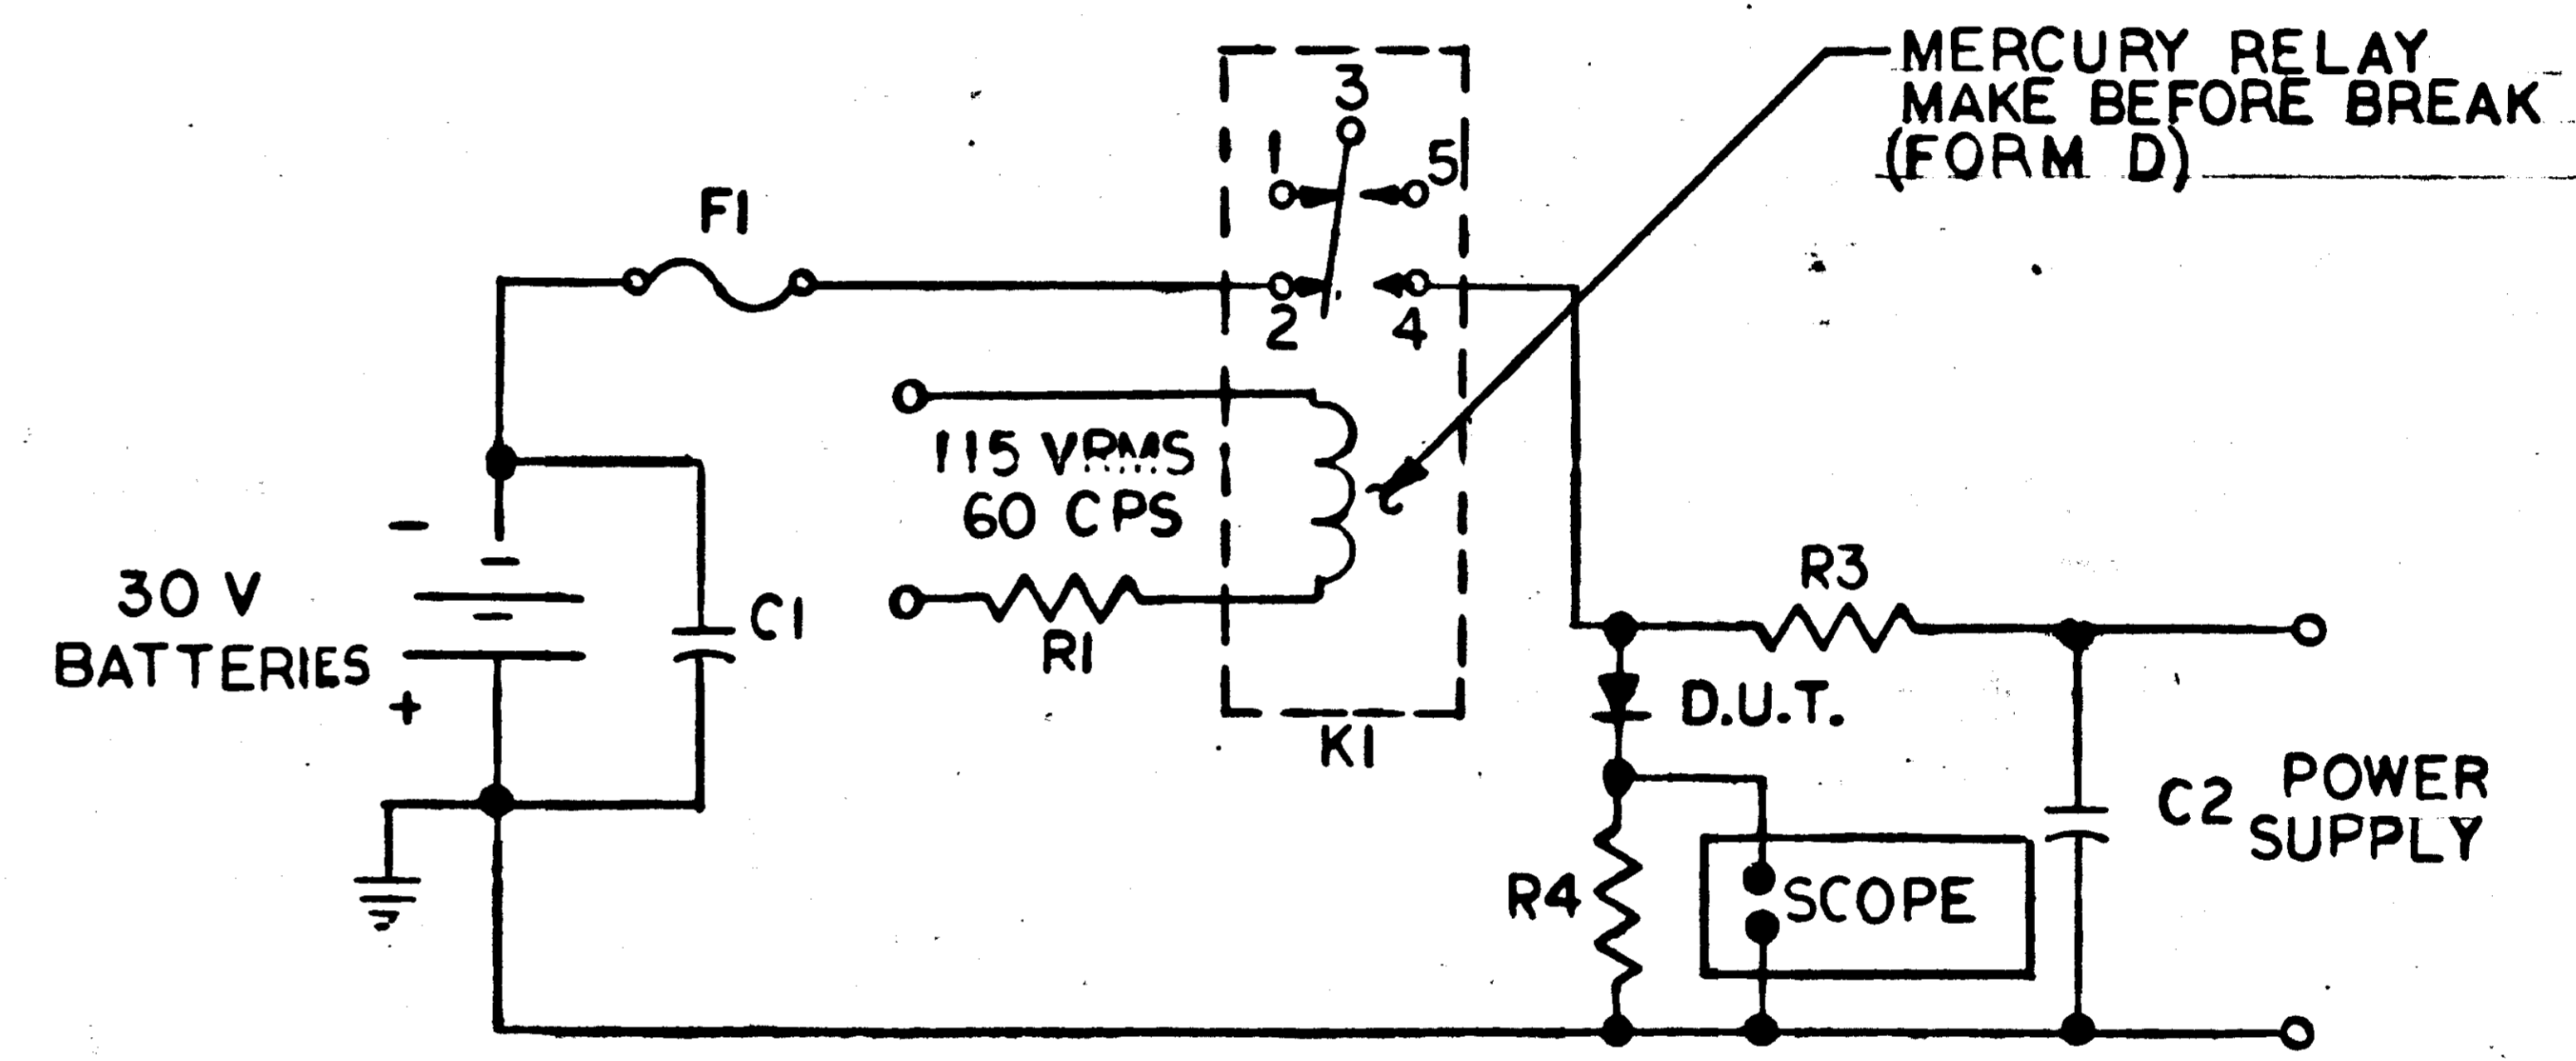 MERCURY RELAY
MAKE BEFORE BREAK
(FORM D)
3
1
5
F1
2
4
115 VRMS
60 CPS
R1
K1
-
30 V
BATTERIES
+
C1
R3
D.U.T.
R4
SCOPE
C2
POWER
SUPPLY